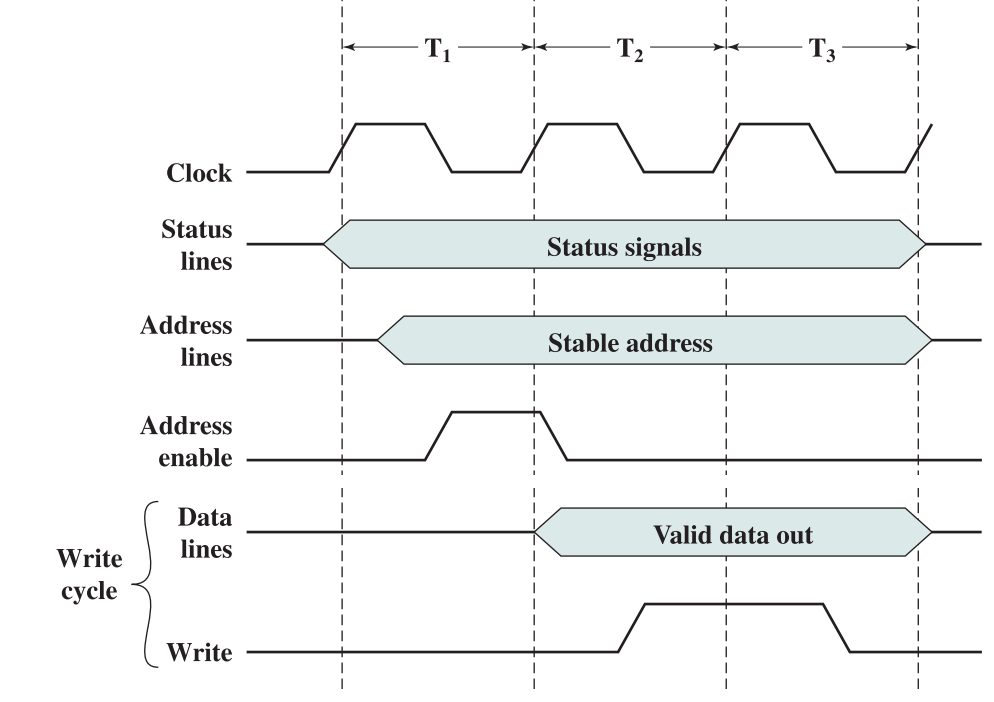 T1 T2 T3
Clock
Status
lines
Status signals
Address
lines
Stable address
Address
enable
Write
cycle
Data
lines
Valid data out
Write